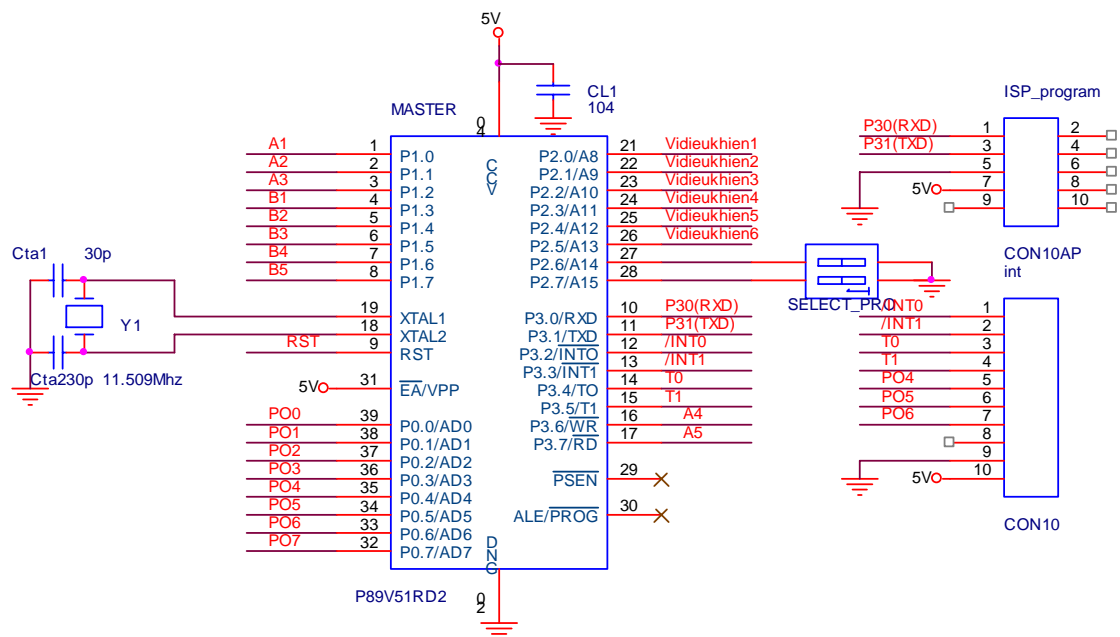 5V
CL1
104
MASTER
0
4
A1 1 P1.0
A2 2 P1.1
A3 3 P1.2
B1 4 P1.3
B2 5 P1.4
B3 6 P1.5
B4 7 P1.6
B5 8 P1.7
VCC
P2.0/A8 21 Vidieukhien1
P2.1/A9 22 Vidieukhien2
P2.2/A10 23 Vidieukhien3
P2.3/A11 24 Vidieukhien4
P2.4/A12 25 Vidieukhien5
P2.5/A13 26 Vidieukhien6
P2.6/A14 27
P2.7/A15 28
SELECT_PRO
Cta1 30p
Y1
Cta230p 11.509Mhz
19 XTAL1
18 XTAL2
RST 9 RST
5V 31 EA/VPP
P3.0/RXD 10 P30(RXD)
P3.1/TXD 11 P31(TXD)
P3.2/INTO 12 /INT0
P3.3/INT1 13 /INT1
P3.4/TO 14 T0
P3.5/T1 15 T1
P3.6/WR 16 A4
P3.7/RD 17 A5
PO0 39 P0.0/AD0
PO1 38 P0.1/AD1
PO2 37 P0.2/AD2
PO3 36 P0.3/AD3
PO4 35 P0.4/AD4
PO5 34 P0.5/AD5
PO6 33 P0.6/AD6
PO7 32 P0.7/AD7
PSEN 29
ALE/PROG 30
GND
P89V51RD2
0
2
ISP_program
P30(RXD) 1 2
P31(TXD) 3 4
5 6
5V 7 8
9 10
CON10AP
int
/INT0 1
/INT1 2
T0 3
T1 4
PO4 5
PO5 6
PO6 7
8
9
5V 10
CON10